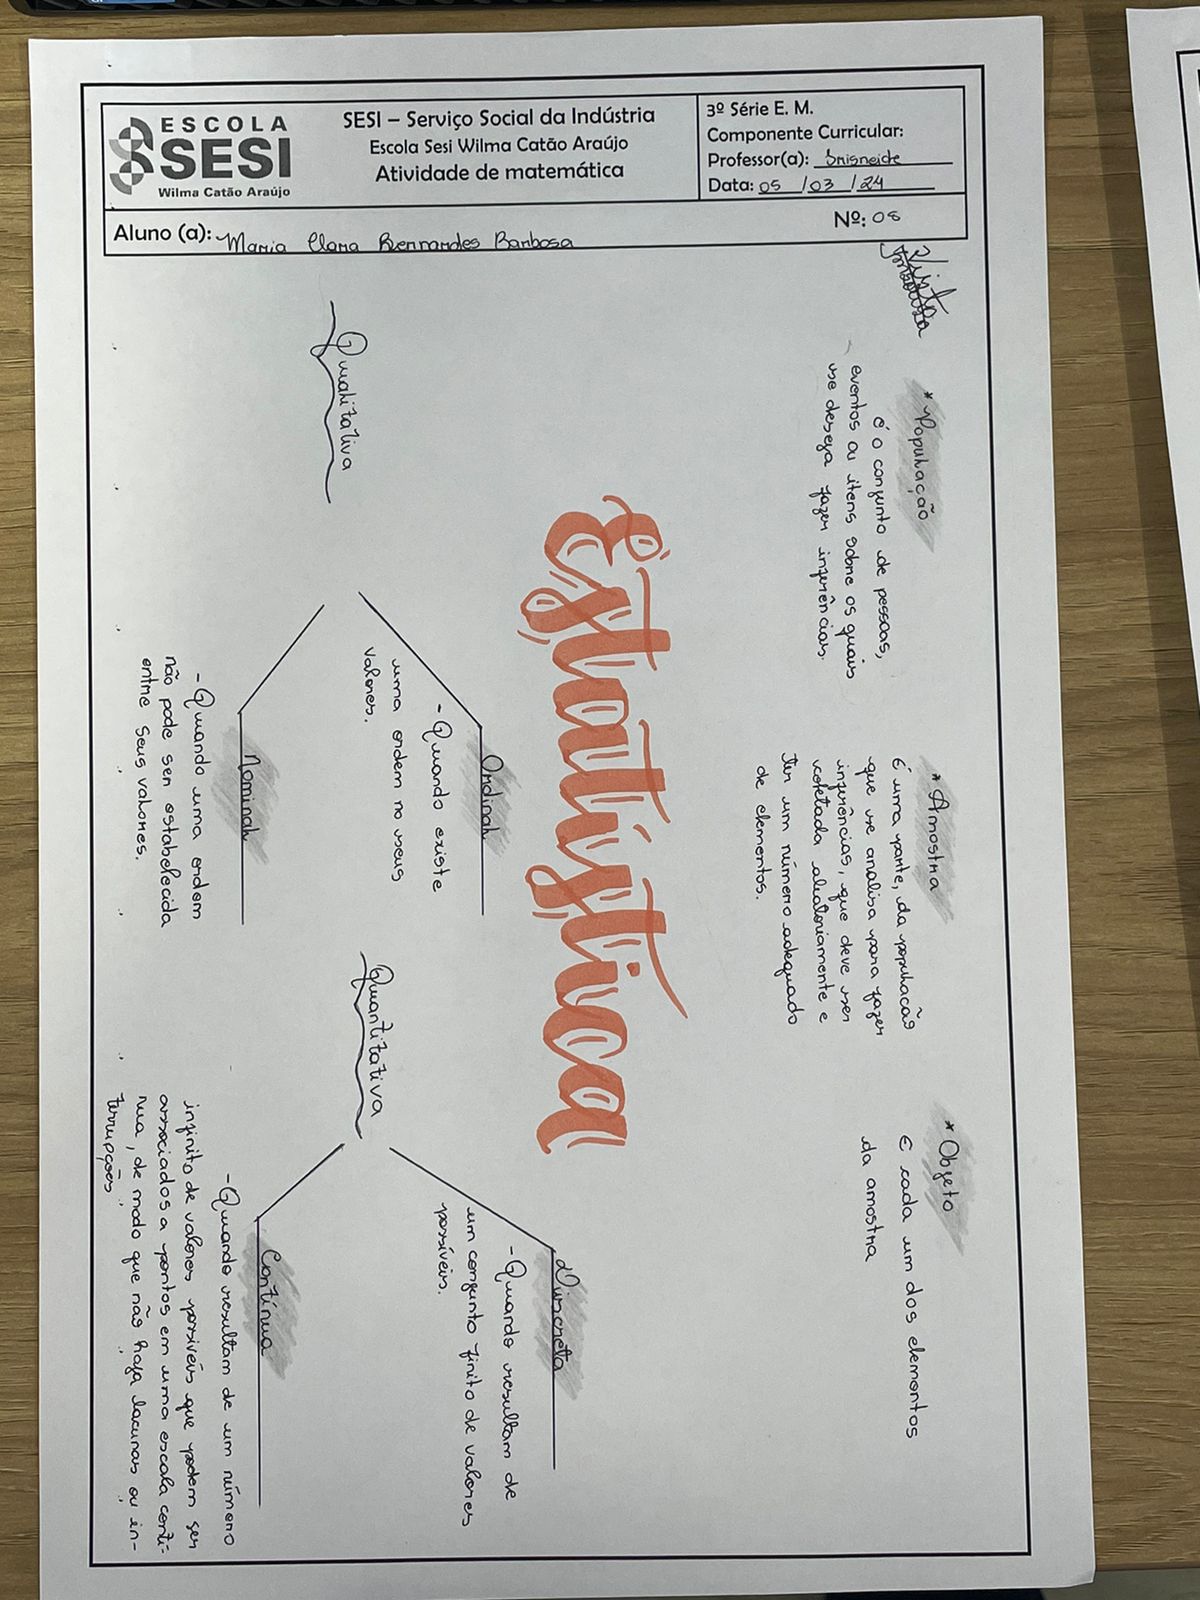 ESCOLA
SESI
Wilma Catão Araújo
SESI – Serviço Social da Indústria
Escola Sesi Wilma Catão Araújo
Atividade de matemática
3º Série E. M.
Componente Curricular:
Professor(a): Irisneide
Data: 05 /03 /24
Aluno (a): Maria Clara Bernardes Barbosa
Nº: 08
Visto
* População
é o conjunto de pessoas,
eventos ou itens sobre os quais
se deseja fazer inferências.
* Amostra
É uma parte, da população
que se analisa para fazer
inferências, que deve ser
coletada aleatoriamente e
ter um número adequado
de elementos.
* Objeto
É cada um dos elementos
da amostra
Estatística
Qualitativa
Ordinal
- Quando existe
uma ordem no seus
valores.
Nominal
- Quando uma ordem
não pode ser estabelecida
entre seus valores.
Quantitativa
Discreta
- Quando resultam de
um conjunto finito de valores
possíveis.
Contínua
- Quando resultam de um número
infinito de valores possíveis que podem ser
associados a pontos em uma escala contí-
nua, de modo que não haja lacunas ou in-
terrupções.